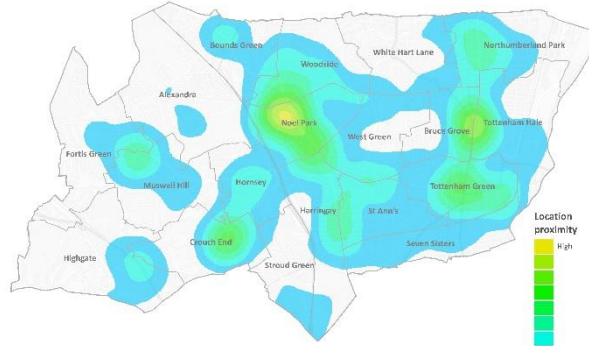 Bounds Green
Northumberland Park
White Hart Lane
Woodside
Alexandra
Noel Park
Bruce Grove
Tottenham Hale
West Green
Fortis Green
Muswell Hill
Hornsey
Tottenham Green
Harringay
St Ann's
Crouch End
Seven Sisters
Highgate
Stroud Green
Location
proximity
High